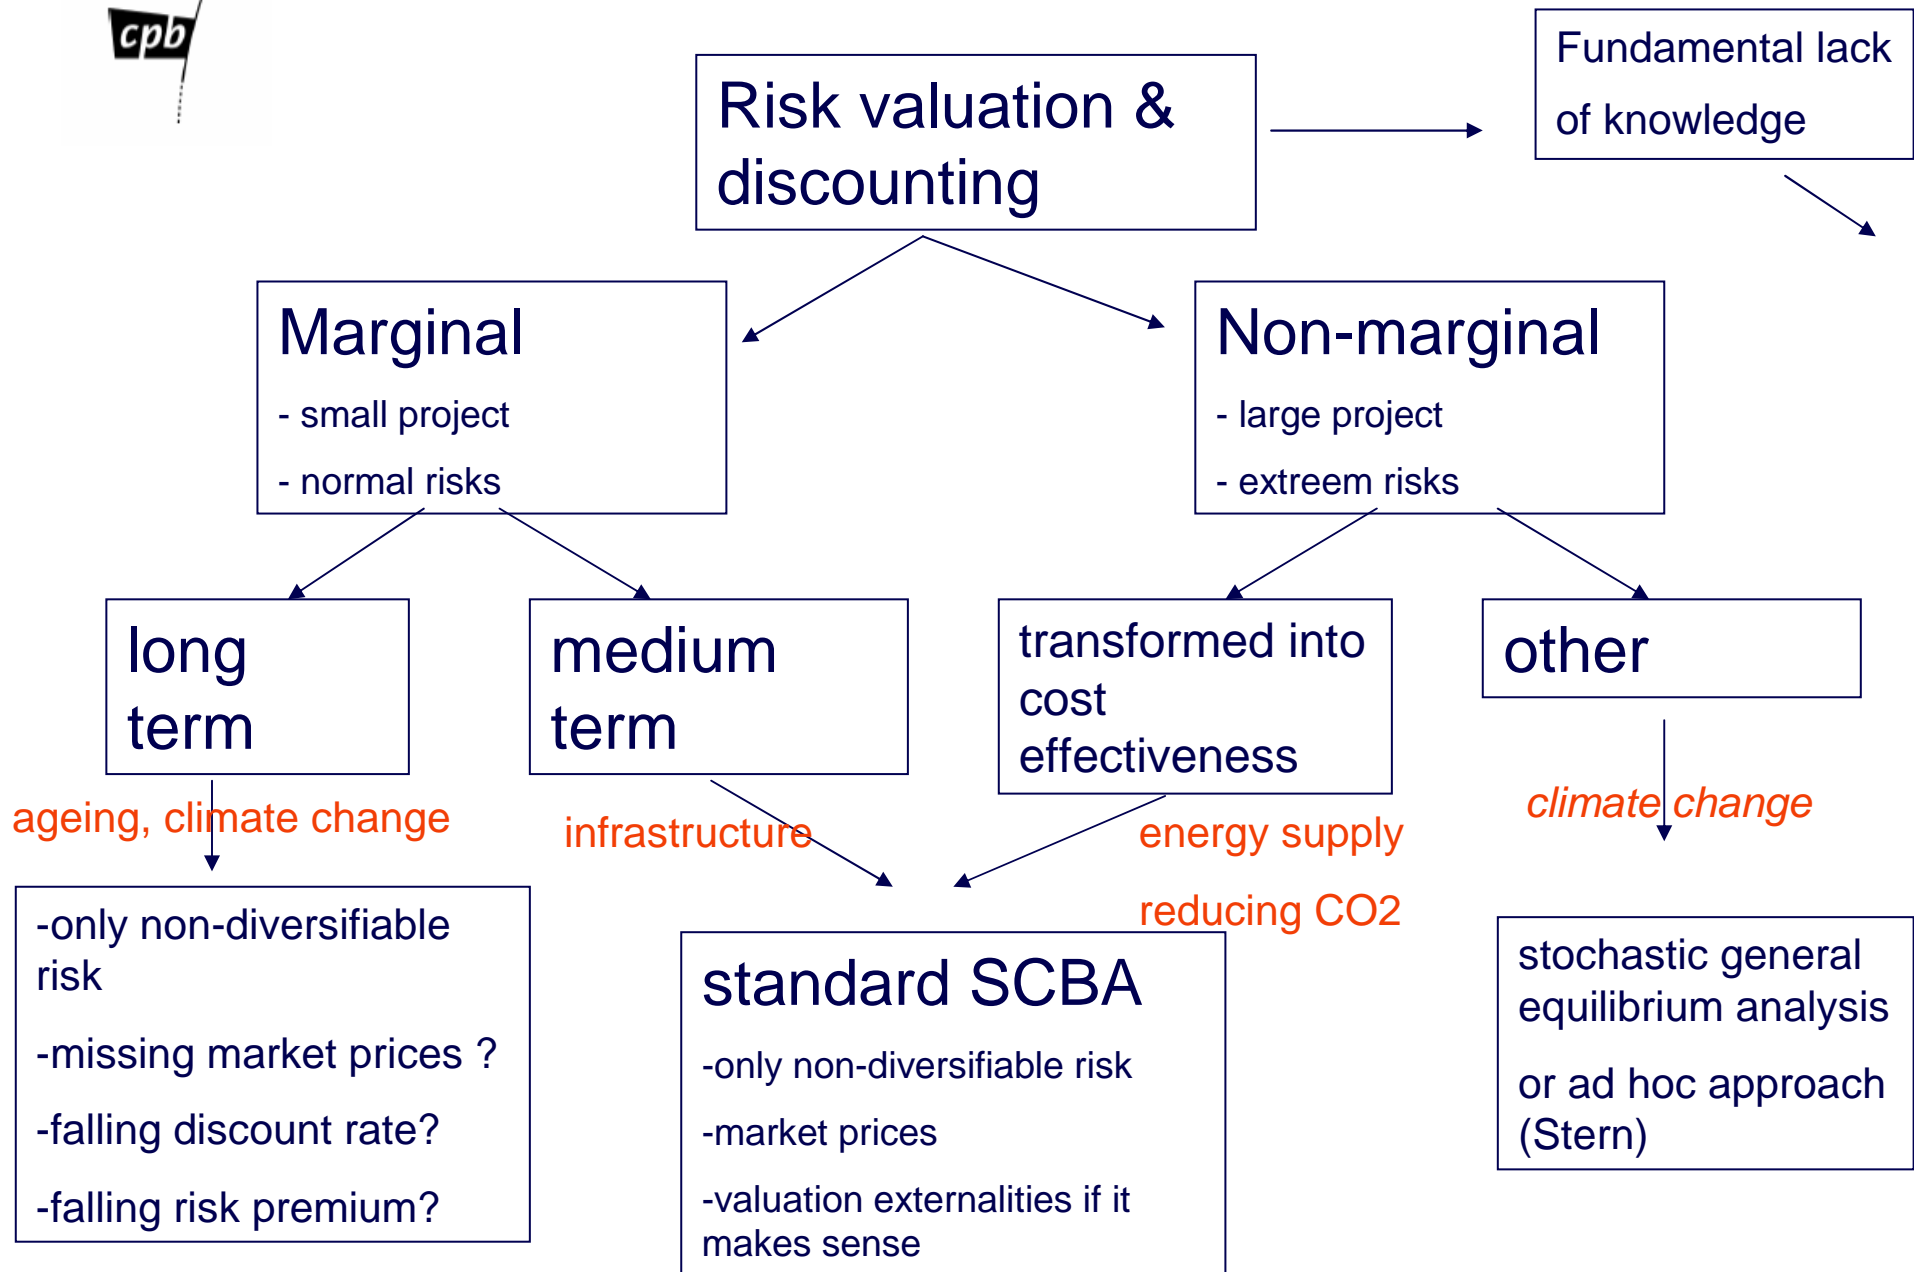 cpb
Fundamental lack
of knowledge
Risk valuation &
discounting
Marginal
- small project
- normal risks
Non-marginal
- large project
- extreem risks
long
term
medium
term
transformed into
cost
effectiveness
other
ageing, climate change
infrastructure
energy supply
reducing CO2
climate change
-only non-diversifiable
risk
-missing market prices ?
-falling discount rate?
-falling risk premium?
standard SCBA
-only non-diversifiable risk
-market prices
-valuation externalities if it
makes sense
stochastic general
equilibrium analysis
or ad hoc approach
(Stern)